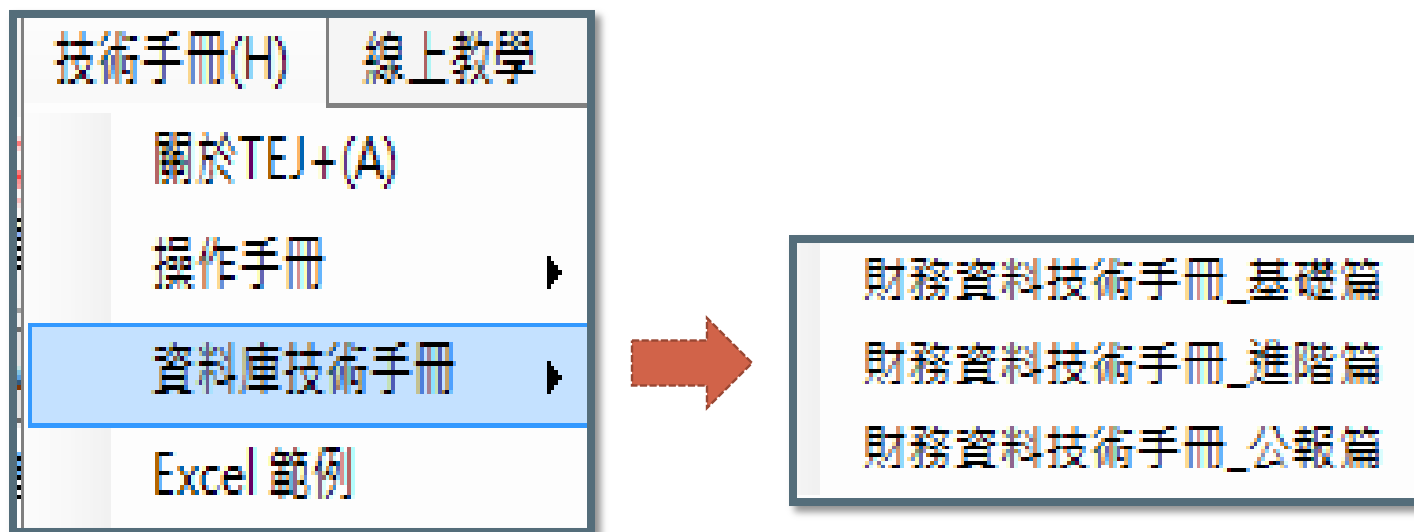 技術手冊(H) 線上教學
關於TEJ+(A)
操作手冊
資料庫技術手冊
Excel 範例
財務資料技術手冊_基礎篇
財務資料技術手冊_進階篇
財務資料技術手冊_公報篇